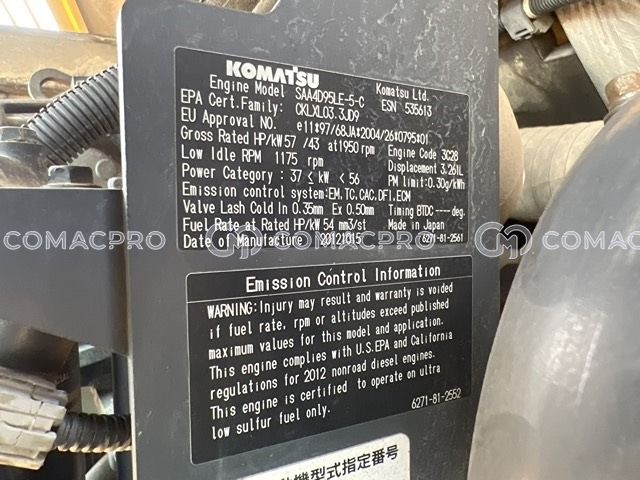 KOMATSU Komatsu Ltd.
Engine Model SAA4D95LE-5-C ESN 535613
EPA Cert.Family: CKLXL03.3JD9
EU Approval NO. e11*97/68JA*2004/26*0795*01
Gross Rated HP/kW 57 /43 at1950 rpm Engine Code 3C2B
Low Idle RPM 1175 rpm Displacement 3.261L
Power Category : 37 ≤ kW < 56 PM limit:0.30g/kWh
Emission control system:EM.TC.CAC.DFI.ECM
Valve Lash Cold In 0.35mm Ex 0.50mm Timing BTDC ----deg.
Fuel Rate at Rated HP/kW 54 mm3/st Made in Japan
Date of Manufacture 20121015 6271-81-2561
COMACPRO COMACPRO COMACPRO
Emission Control Information
WARNING:Injury may result and warranty is voided
if fuel rate, rpm or altitudes exceed published
maximum values for this model and application.
This engine complies with U.S.EPA and California
regulations for 2012 nonroad diesel engines.
This engine is certified to operate on ultra
low sulfur fuel only. 6271-81-2552
機型式指定番号